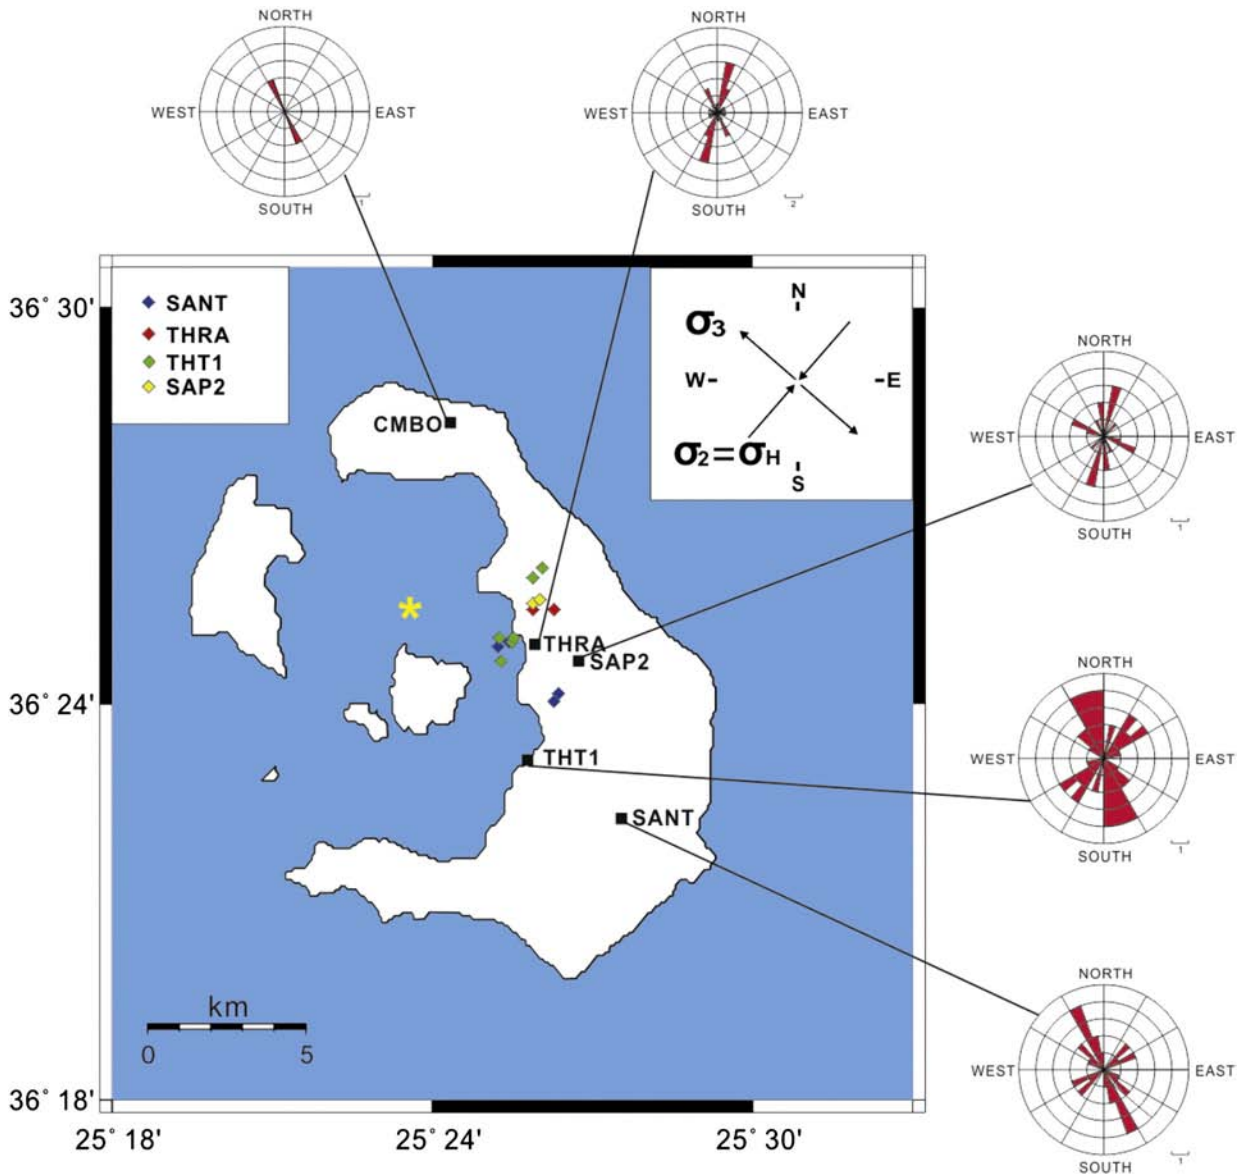 NORTH
WEST
EAST
SOUTH
1
NORTH
WEST
EAST
SOUTH
2
36° 30'
36° 24'
36° 18'
25° 18'
25° 24'
25° 30'
SANT
THRA
THT1
SAP2
N
σ3
W
E
σ2=σH
S
CMBO
*
THRA
SAP2
THT1
SANT
km
0
5
NORTH
WEST
EAST
SOUTH
1
NORTH
WEST
EAST
SOUTH
1
NORTH
WEST
EAST
SOUTH
1